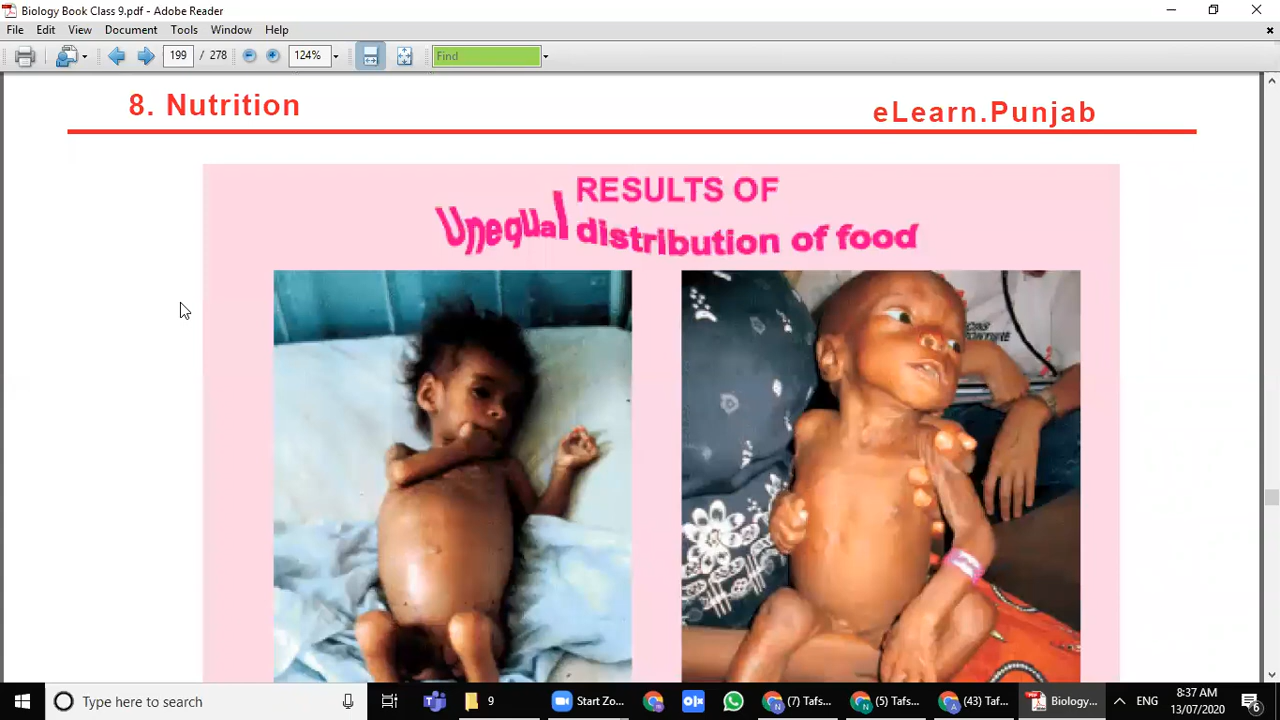 Biology Book Class 9.pdf - Adobe Reader
File Edit View Document Tools Window Help
199 / 278 124% Find
8. Nutrition
eLearn.Punjab
RESULTS OF
Unequal distribution of food
Type here to search
9
Start Zo...
(7) Tafs...
(5) Tafs...
(43) Taf...
Biology...
ENG
8:37 AM
13/07/2020
6